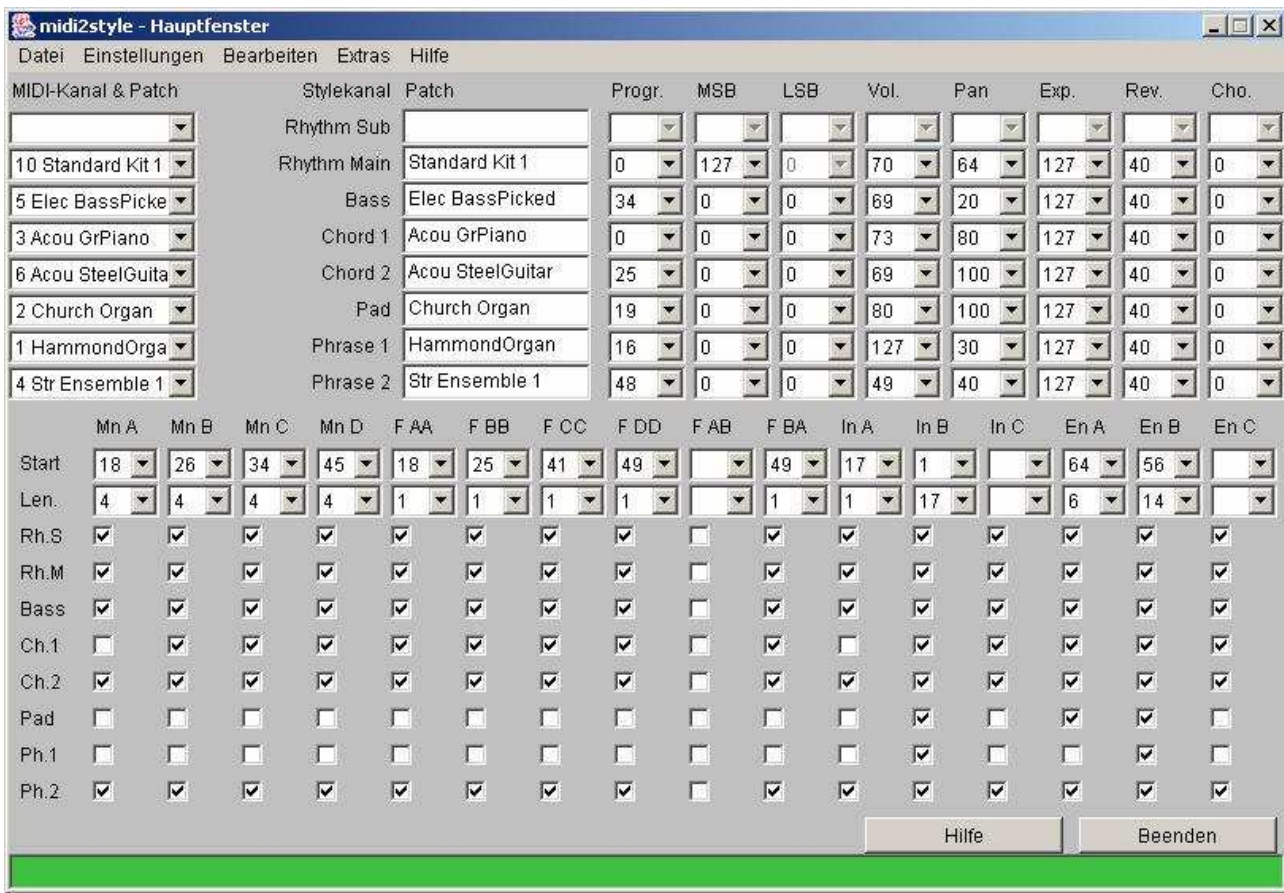 midi2style - Hauptfenster
Datei Einstellungen Bearbeiten Extras Hilfe
MIDI-Kanal & Patch Stylekanal Patch Progr. MSB LSB Vol. Pan Exp. Rev. Cho.
Rhythm Sub
10 Standard Kit 1 Rhythm Main Standard Kit 1 0 127 0 70 64 127 40 0
5 Elec BassPicke Bass Elec BassPicked 34 0 0 69 20 127 40 0
3 Acou GrPiano Chord 1 Acou GrPiano 0 0 0 73 80 127 40 0
6 Acou SteelGuita Chord 2 Acou SteelGuitar 25 0 0 69 100 127 40 0
2 Church Organ Pad Church Organ 19 0 0 80 100 127 40 0
1 HammondOrga Phrase 1 HammondOrgan 16 0 0 127 30 127 40 0
4 Str Ensemble 1 Phrase 2 Str Ensemble 1 48 0 0 49 40 127 40 0
Mn A Mn B Mn C Mn D F AA F BB F CC F DD F AB F BA In A In B In C En A En B En C
Start 18 26 34 45 18 25 41 49 49 17 1 64 56
Len. 4 4 4 4 1 1 1 1 1 1 17 6 14
Rh.S
Rh.M
Bass
Ch.1
Ch.2
Pad
Ph.1
Ph.2
Hilfe Beenden